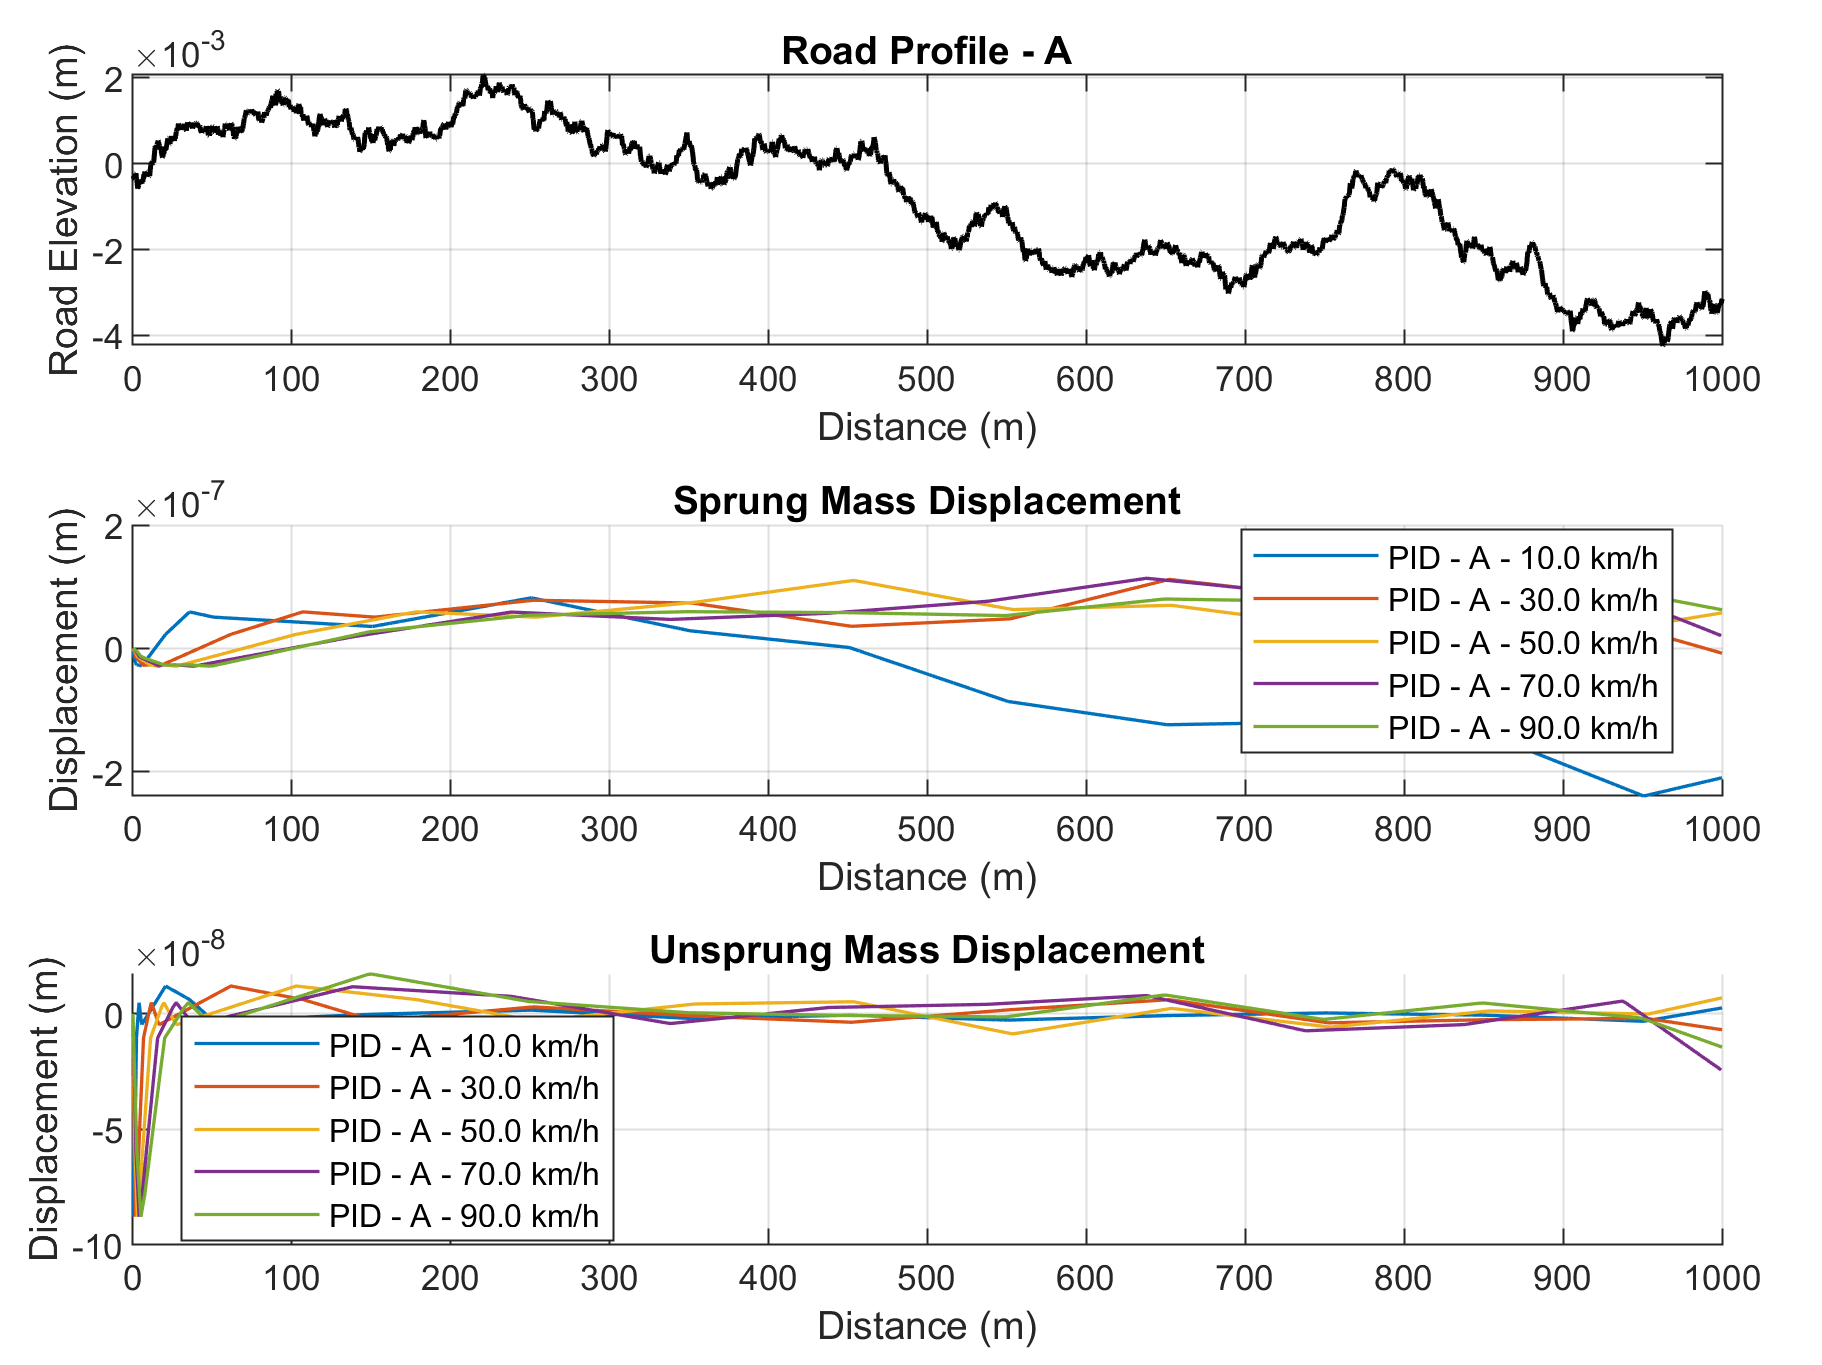 Road Profile - A
×10-3
Road Elevation (m)
2
0
-2
-4
0 100 200 300 400 500 600 700 800 900 1000
Distance (m)
Sprung Mass Displacement
×10-7
Displacement (m)
2
0
-2
PID - A - 10.0 km/h
PID - A - 30.0 km/h
PID - A - 50.0 km/h
PID - A - 70.0 km/h
PID - A - 90.0 km/h
0 100 200 300 400 500 600 700 800 900 1000
Distance (m)
Unsprung Mass Displacement
×10-8
Displacement (m)
0
-5
-10
PID - A - 10.0 km/h
PID - A - 30.0 km/h
PID - A - 50.0 km/h
PID - A - 70.0 km/h
PID - A - 90.0 km/h
0 100 200 300 400 500 600 700 800 900 1000
Distance (m)